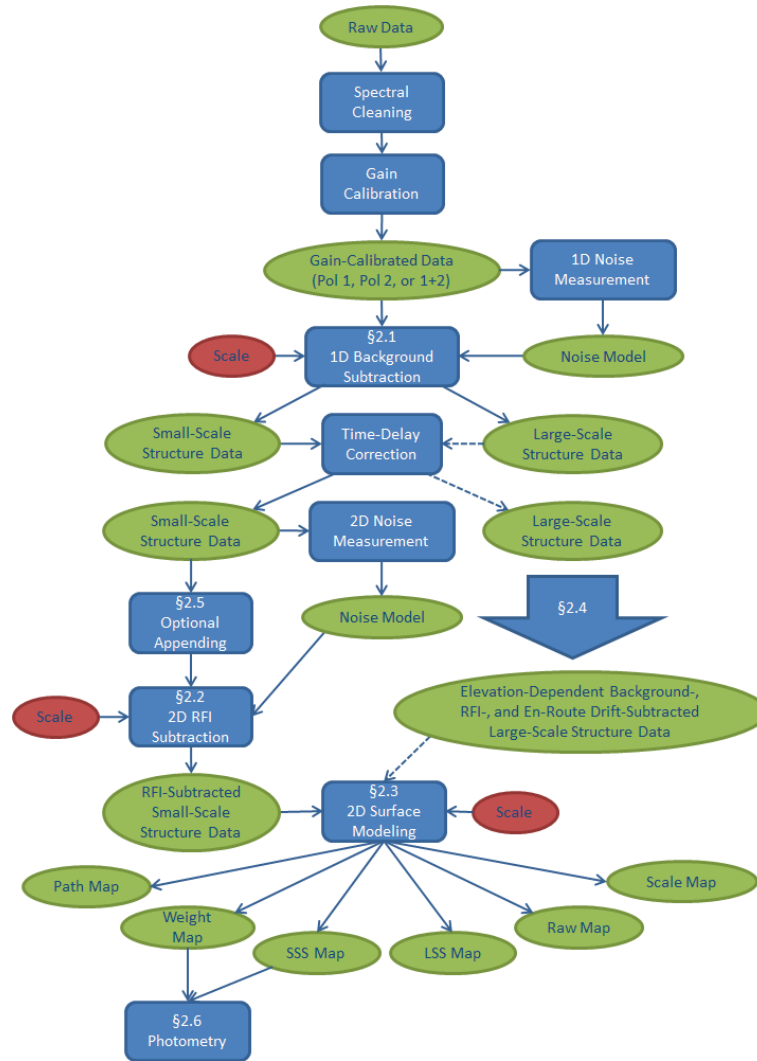 Raw Data
Spectral
Cleaning
Gain
Calibration
Gain-Calibrated Data
(Pol 1, Pol 2, or 1+2)
1D Noise
Measurement
Scale
§2.1
1D Background
Subtraction
Noise Model
Small-Scale
Structure Data
Time-Delay
Correction
Large-Scale
Structure Data
Small-Scale
Structure Data
2D Noise
Measurement
Large-Scale
Structure Data
§2.5
Optional
Appending
Noise Model
§2.4
Scale
§2.2
2D RFI
Subtraction
Elevation-Dependent Background-,
RFI-, and En-Route Drift-Subtracted
Large-Scale Structure Data
RFI-Subtracted
Small-Scale
Structure Data
§2.3
2D Surface
Modeling
Scale
Path Map
Weight
Map
SSS Map
LSS Map
Raw Map
Scale Map
§2.6
Photometry